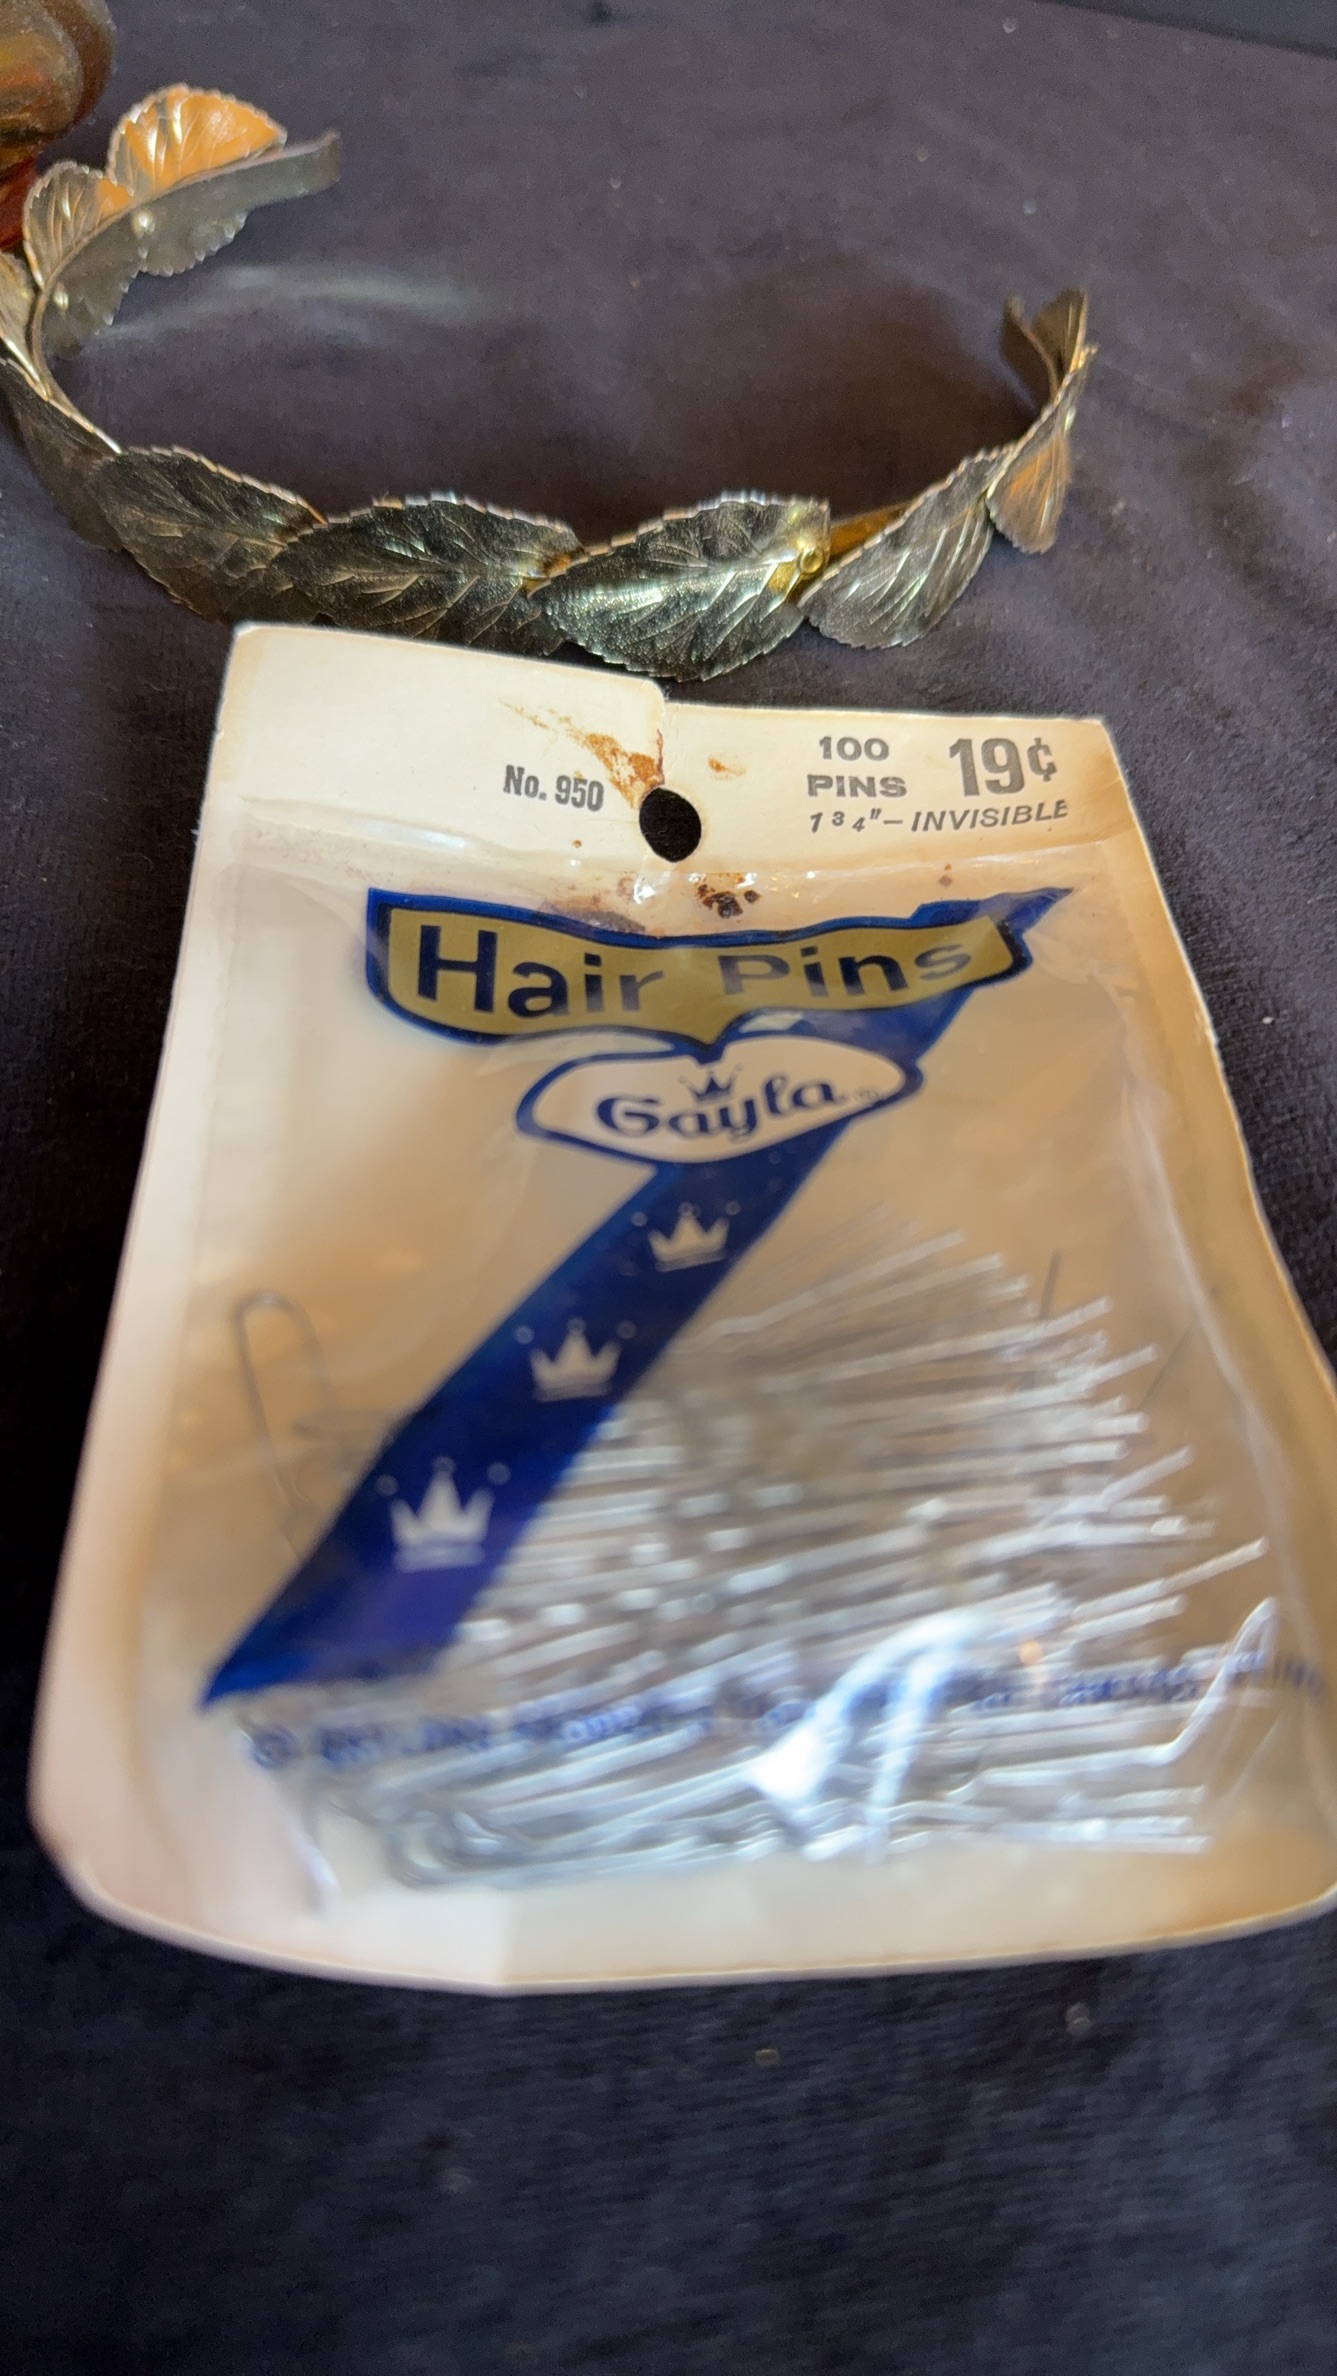 No. 950
100
PINS
19¢
1 3 4" – INVISIBLE
Hair Pins
Gayla ®